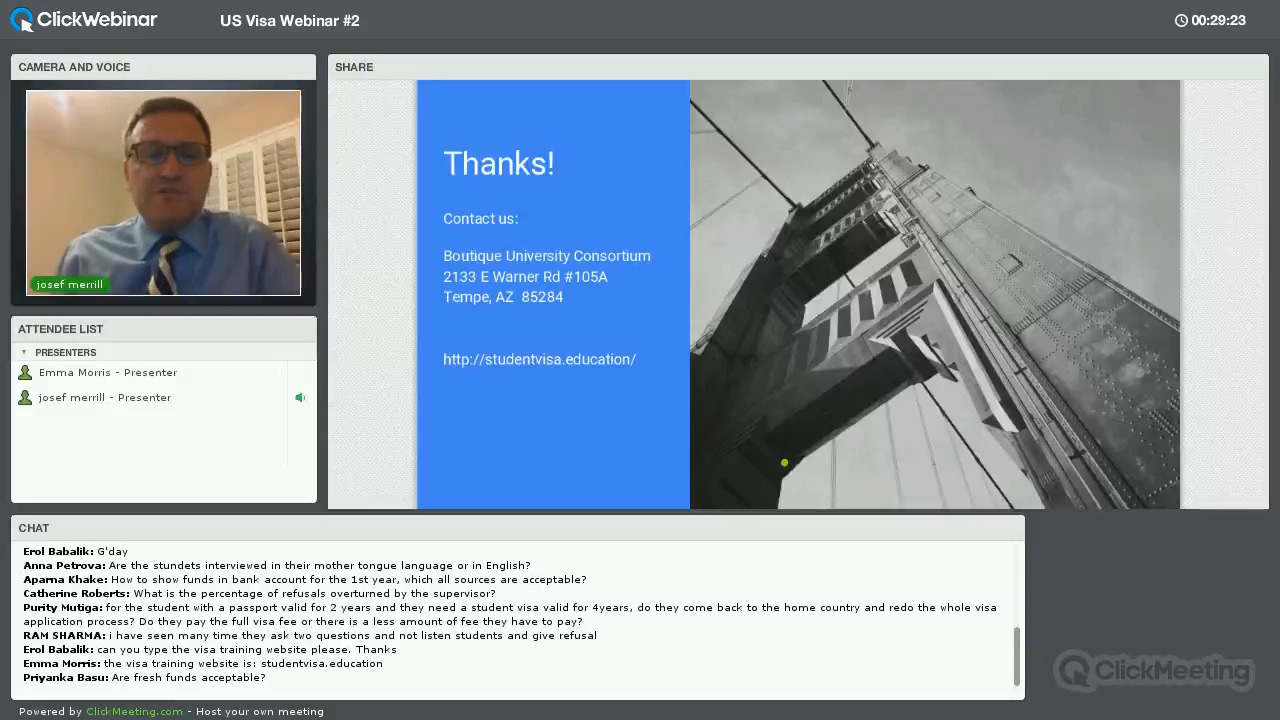 ClickWebinar
US Visa Webinar #2
00:29:23
CAMERA AND VOICE
josef merrill
ATTENDEE LIST
PRESENTERS
Emma Morris - Presenter
josef merrill - Presenter
SHARE
Thanks!
Contact us:
Boutique University Consortium
2133 E Warner Rd #105A
Tempe, AZ 85284
http://studentvisa.education/
CHAT
Erol Babalik: G'day
Anna Petrova: Are the stundets interviewed in their mother tongue language or in English?
Aparna Khake: How to show funds in bank account for the 1st year, which all sources are acceptable?
Catherine Roberts: What is the percentage of refusals overturned by the supervisor?
Purity Mutiga: for the student with a passport valid for 2 years and they need a student visa valid for 4years, do they come back to the home country and redo the whole visa
application process? Do they pay the full visa fee or there is a less amount of fee they have to pay?
RAM SHARMA: i have seen many time they ask two questions and not listen students and give refusal
Erol Babalik: can you type the visa training website please. Thanks
Emma Morris: the visa training website is: studentvisa.education
Priyanka Basu: Are fresh funds acceptable?
ClickMeeting
Powered by ClickMeeting.com - Host your own meeting